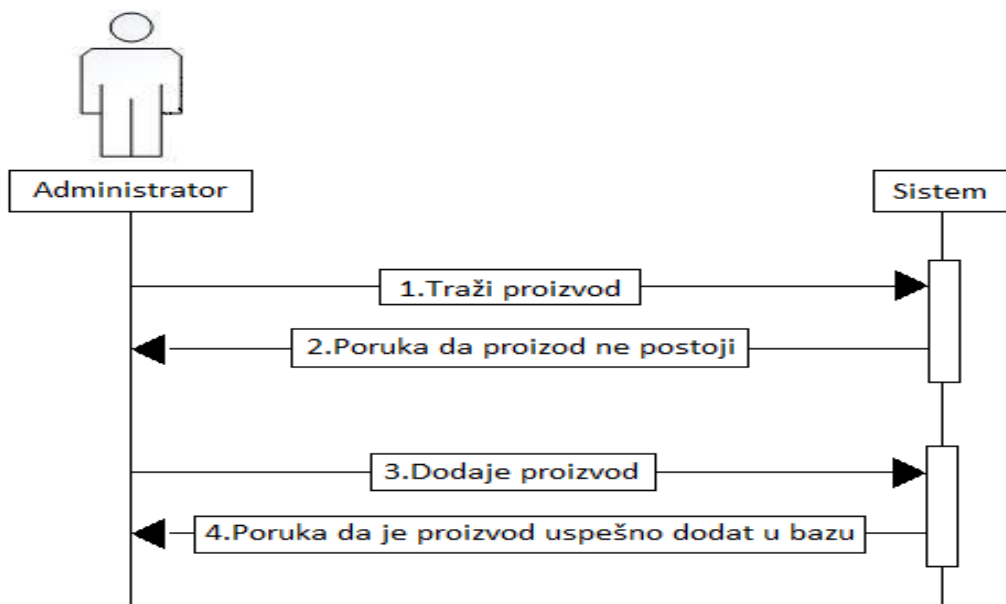 Administrator
Sistem
1.Traži proizvod
2.Poruka da proizod ne postoji
3.Dodaje proizvod
4.Poruka da je proizvod uspešno dodat u bazu